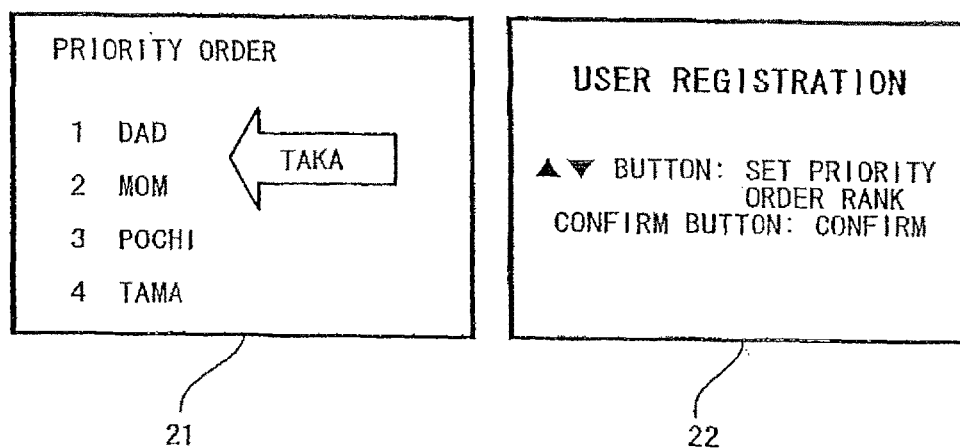 PRIORITY ORDER
1 DAD
2 MOM
3 POCHI
4 TAMA
TAKA
21
USER REGISTRATION
▲▼ BUTTON: SET PRIORITY
ORDER RANK
CONFIRM BUTTON: CONFIRM
22